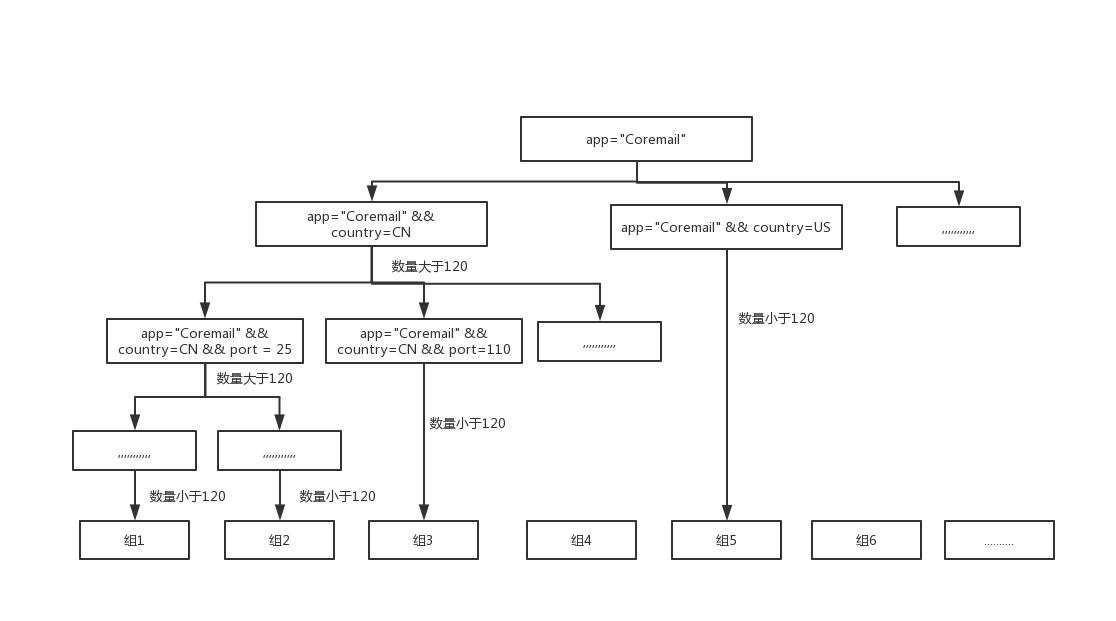 app="Coremail"
app="Coremail" &&
country=CN
app="Coremail" && country=US
,,,,,,,,,,,
数量大于120
数量小于120
app="Coremail" &&
country=CN && port = 25
app="Coremail" &&
country=CN && port=110
,,,,,,,,,,,
数量大于120
数量小于120
,,,,,,,,,,,
,,,,,,,,,,,
数量小于120
数量小于120
组1
组2
组3
组4
组5
组6
..........